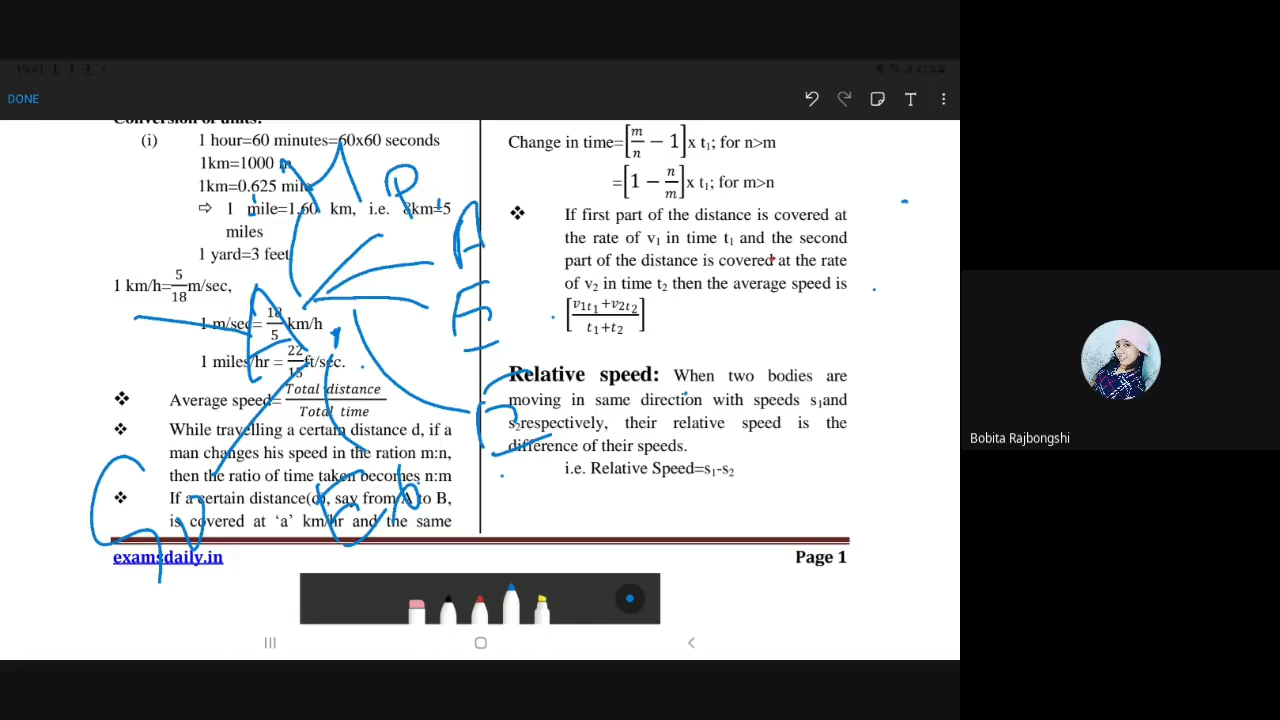 19:41 47%
DONE T
Conversion of units:
(i) 1 hour=60 minutes=60x60 seconds
1km=1000 m
1km=0.625 mile
⇨ 1 mile=1.60 km, i.e. 8km=5
miles
1 yard=3 feet
1 km/h=5/18m/sec,
1 m/sec=18/5 km/h
1 miles/hr = 22/15ft/sec.
❖ Average speed=Total distance/Total time
❖ While travelling a certain distance d, if a
man changes his speed in the ration m:n,
then the ratio of time taken becomes n:m
❖ If a certain distance(d), say from A to B,
is covered at ‘a’ km/hr and the same
Change in time=[m/n − 1]x t₁; for n>m
=[1 − n/m]x t₁; for m>n
❖ If first part of the distance is covered at
the rate of v₁ in time t₁ and the second
part of the distance is covered at the rate
of v₂ in time t₂ then the average speed is
[v₁t₁+v₂t₂/t₁+t₂]
Relative speed: When two bodies are
moving in same direction with speeds s₁and
s₂respectively, their relative speed is the
difference of their speeds.
i.e. Relative Speed=s₁-s₂
M P
A
E
A
E
examsdaily.in Page 1
Bobita Rajbongshi